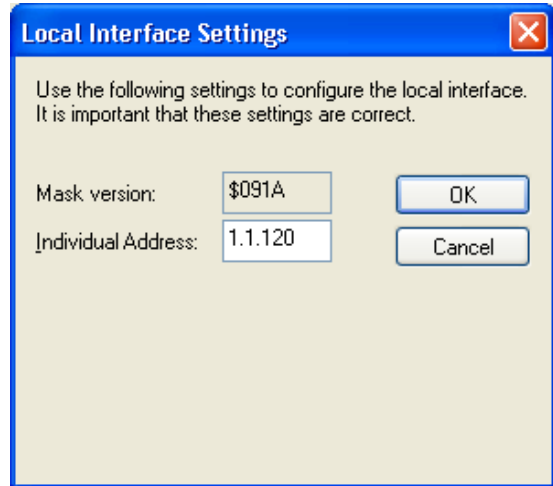 Local Interface Settings
Use the following settings to configure the local interface.
It is important that these settings are correct.
Mask version: $091A OK
Individual Address: 1.1.120 Cancel